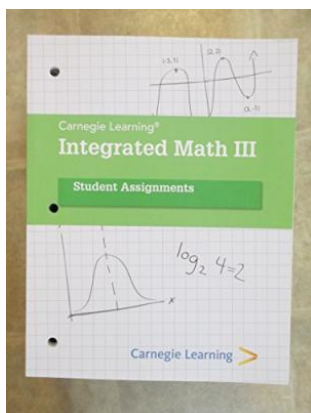 Carnegie Learning®
Integrated Math III
Student Assignments
log₂ 4=2
x
Carnegie Learning